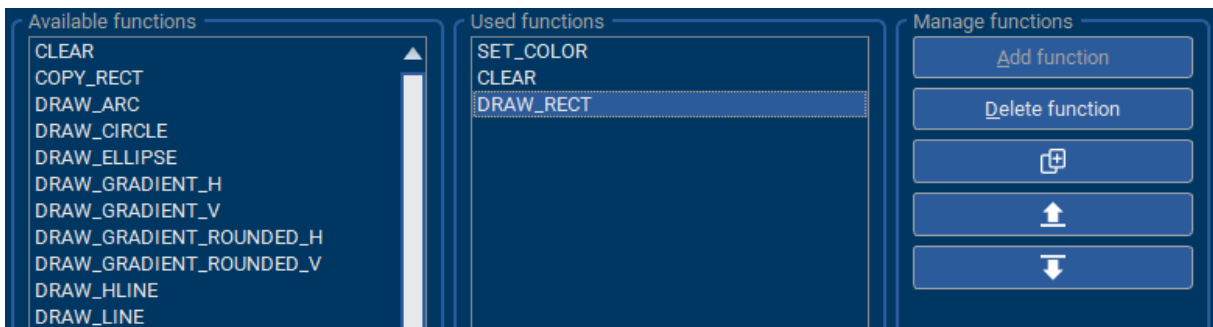 Available functions
CLEAR
COPY_RECT
DRAW_ARC
DRAW_CIRCLE
DRAW_ELLIPSE
DRAW_GRADIENT_H
DRAW_GRADIENT_V
DRAW_GRADIENT_ROUNDED_H
DRAW_GRADIENT_ROUNDED_V
DRAW_HLINE
DRAW_LINE
Used functions
SET_COLOR
CLEAR
DRAW_RECT
Manage functions
Add function
Delete function